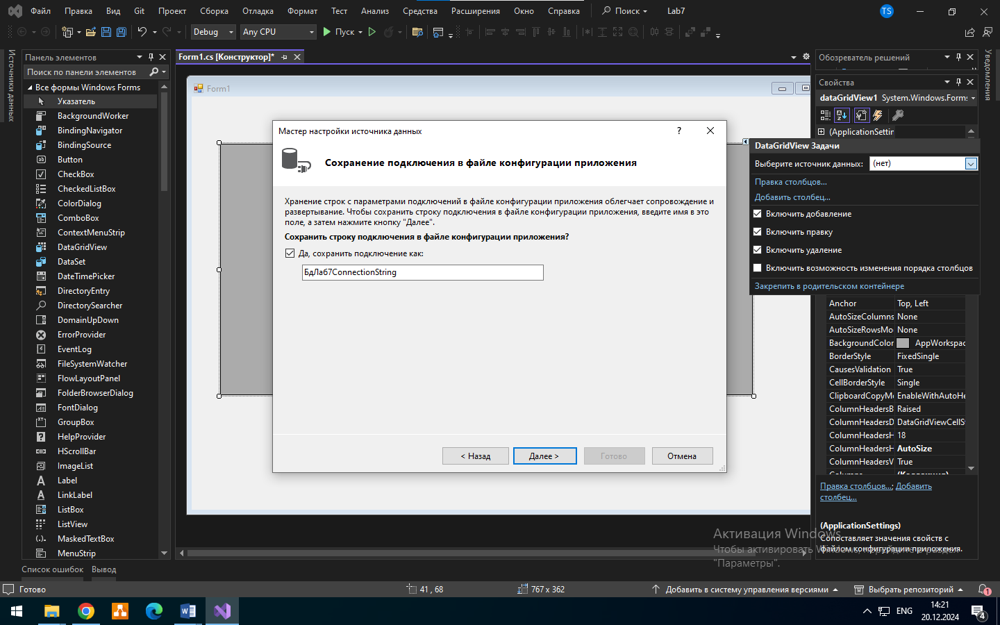 Файл Правка Вид Git Проект Сборка Отладка Формат Тест Анализ Средства Расширения Окно Справка Поиск Lab7 TS
Debug Any CPU Пуск
Источники данных
Панель элементов
Поиск по панели элементов
Все формы Windows Forms
Указатель
BackgroundWorker
BindingNavigator
BindingSource
Button
CheckBox
CheckedListBox
ColorDialog
ComboBox
ContextMenuStrip
DataGridView
DataSet
DateTimePicker
DirectoryEntry
DirectorySearcher
DomainUpDown
ErrorProvider
EventLog
FileSystemWatcher
FlowLayoutPanel
FolderBrowserDialog
FontDialog
GroupBox
HelpProvider
HScrollBar
ImageList
Label
LinkLabel
ListBox
ListView
MaskedTextBox
MenuStrip
Form1.cs [Конструктор]*
Form1
Мастер настройки источника данных
Сохранение подключения в файле конфигурации приложения
Хранение строк с параметрами подключений в файле конфигурации приложения облегчает сопровождение и
развертывание. Чтобы сохранить строку подключения в файле конфигурации приложения, введите имя в это
поле, а затем нажмите кнопку "Далее".
Сохранить строку подключения в файле конфигурации приложения?
Да, сохранить подключение как:
БдЛаб7ConnectionString
< Назад Далее > Готово Отмена
Обозреватель решений
Свойства
dataGridView1 System.Windows.Forms
(ApplicationSettin
DataGridView Задачи
Выберите источник данных: (нет)
Правка столбцов...
Добавить столбец...
Включить добавление
Включить правку
Включить удаление
Включить возможность изменения порядка столбцов
Закрепить в родительском контейнере
Anchor Top, Left
AutoSizeColumns None
AutoSizeRowsMo None
BackgroundColor AppWorkspac
BorderStyle FixedSingle
CausesValidation True
CellBorderStyle Single
ClipboardCopyMo EnableWithAutoHe
ColumnHeadersB Raised
ColumnHeadersD DataGridViewCellSt
ColumnHeadersH 18
ColumnHeadersH AutoSize
ColumnHeadersV True
Правка столбцов...; Добавить
столбец...
(ApplicationSettings)
Сопоставляет значения свойств с
файлом конфигурации приложения.
Уведомления
Активация Windows
Чтобы активировать Windows, перейдите в раздел
"Параметры".
Список ошибок Вывод
Готово 41 , 68 767 x 362 Добавить в систему управления версиями Выбрать репозиторий 1
ENG 14:21
20.12.2024 4